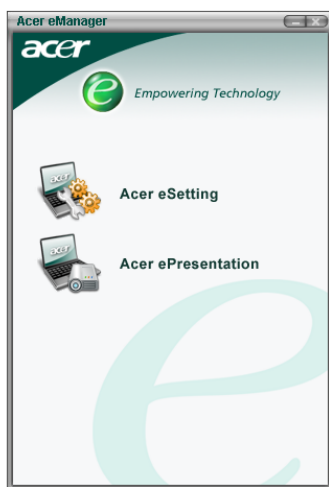 Acer eManager
acer
e Empowering Technology
Acer eSetting
Acer ePresentation